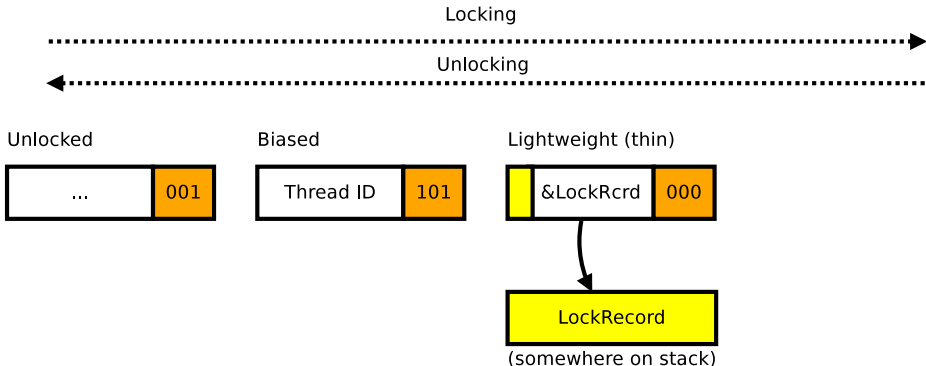 Locking
Unlocking
Unlocked
Biased
Lightweight (thin)
...
001
Thread ID
101
&LockRcrd
000
LockRecord
(somewhere on stack)